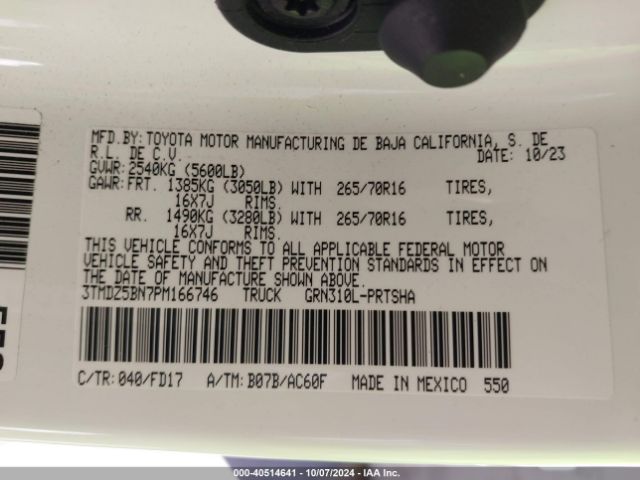 MFD.BY:TOYOTA MOTOR MANUFACTURING DE BAJA CALIFORNIA, S. DE
R.L. DE C.V. DATE: 10/23
GVWR:2540KG (5600LB)
GAWR:FRT. 1385KG (3050LB) WITH 265/70R16 TIRES,
16X7J RIMS.
RR. 1490KG (3280LB) WITH 265/70R16 TIRES,
16X7J RIMS.
THIS VEHICLE CONFORMS TO ALL APPLICABLE FEDERAL MOTOR
VEHICLE SAFETY AND THEFT PREVENTION STANDARDS IN EFFECT ON
THE DATE OF MANUFACTURE SHOWN ABOVE.
3TMDZ5BN7PM166746 TRUCK GRN310L-PRTSHA
C/TR:040/FD17 A/TM:B07B/AC60F MADE IN MEXICO 550
000-40514641 - 10/07/2024 - IAAI.COM